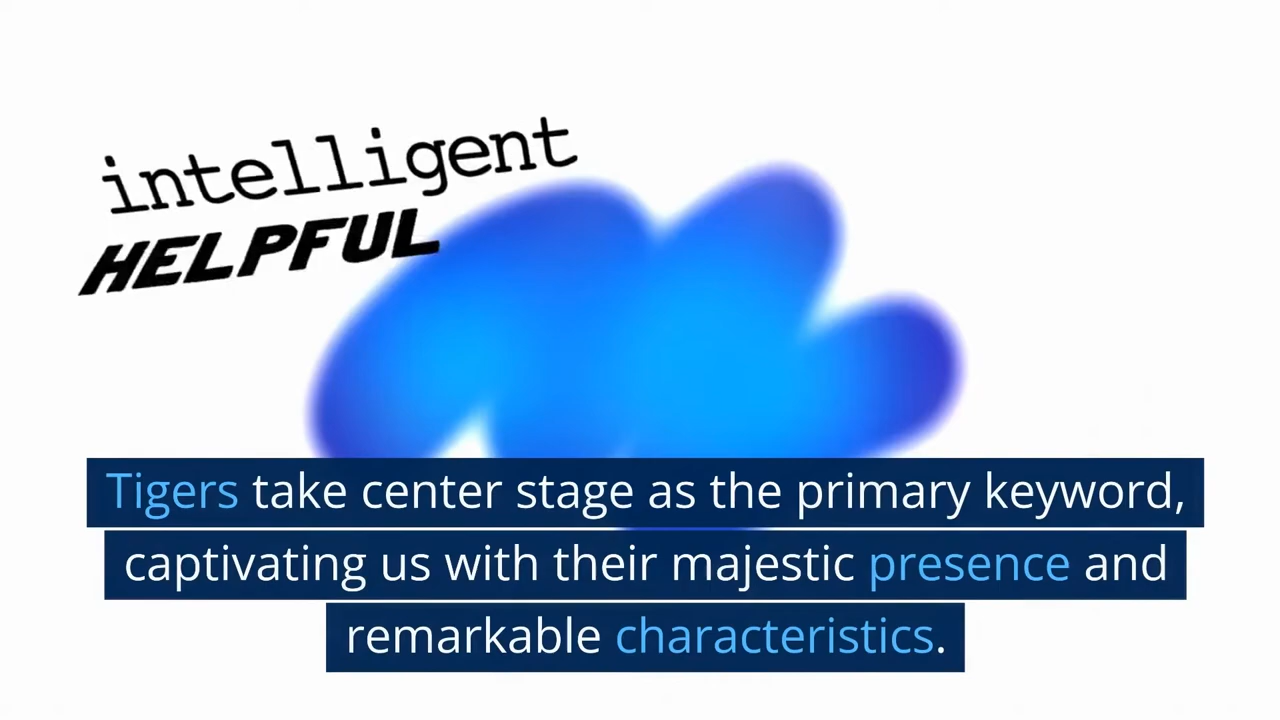 intelligent
HELPFUL
Tigers take center stage as the primary keyword,
captivating us with their majestic presence and
remarkable characteristics.